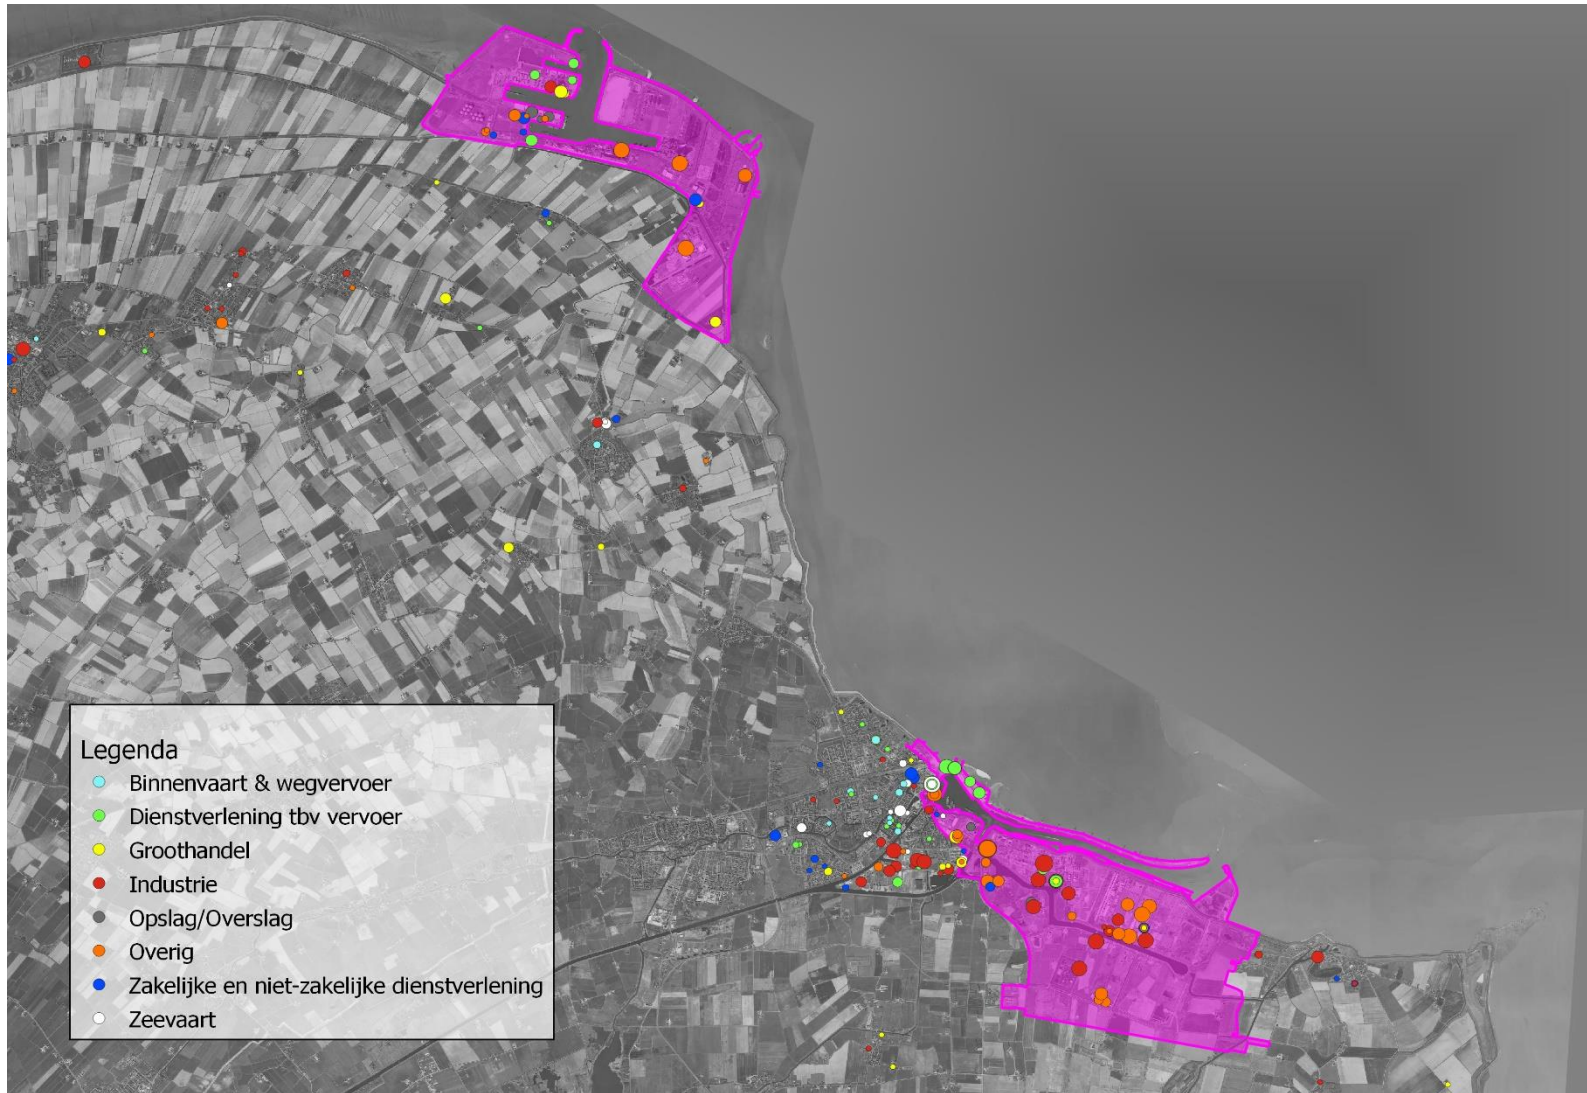 Legenda
Binnenvaart & wegvervoer
Dienstverlening tbv vervoer
Groothandel
Industrie
Opslag/Overslag
Overig
Zakelijke en niet-zakelijke dienstverlening
Zeevaart